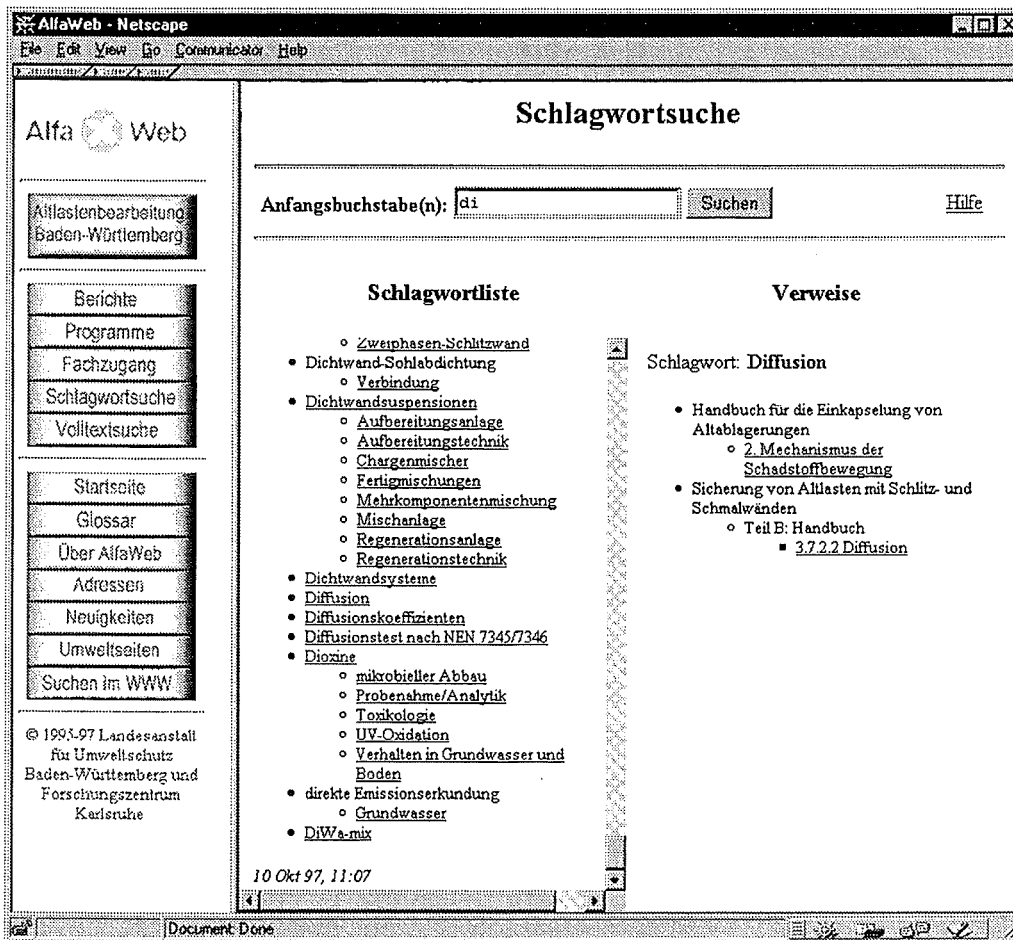 AlfaWeb - Netscape
File Edit View Go Communicator Help
Alfa Web
Altlastenbearbeitung
Baden-Württemberg
Berichte
Programme
Fachzugang
Schlagwortsuche
Volltextsuche
Startseite
Glossar
Über AlfaWeb
Adressen
Neuigkeiten
Umweltseiten
Suchen im WWW
© 1995-97 Landesanstalt
für Umweltschutz
Baden-Württemberg und
Forschungszentrum
Karlsruhe
Schlagwortsuche
Anfangsbuchstabe(n): di Suchen Hilfe
Schlagwortliste
Zweiphasen-Schlitzwand
Dichtwand-Sohlabdichtung
Verbindung
Dichtwandsuspensionen
Aufbereitungsanlage
Aufbereitungstechnik
Chargenmischer
Fertigmischungen
Mehrkomponentenmischung
Mischanlage
Regenerationsanlage
Regenerationstechnik
Dichtwandsysteme
Diffusion
Diffusionskoeffizienten
Diffusionstest nach NEN 7345/7346
Dioxine
mikrobieller Abbau
Probenahme/Analytik
Toxikologie
UV-Oxidation
Verhalten in Grundwasser und
Boden
direkte Emissionserkundung
Grundwasser
DiWa-mix
10 Okt 97, 11:07
Verweise
Schlagwort: Diffusion
Handbuch für die Einkapselung von
Altablagerungen
2. Mechanismus der
Schadstoffbewegung
Sicherung von Altlasten mit Schlitz- und
Schmalwänden
Teil B: Handbuch
3.7.2.2 Diffusion
Document: Done